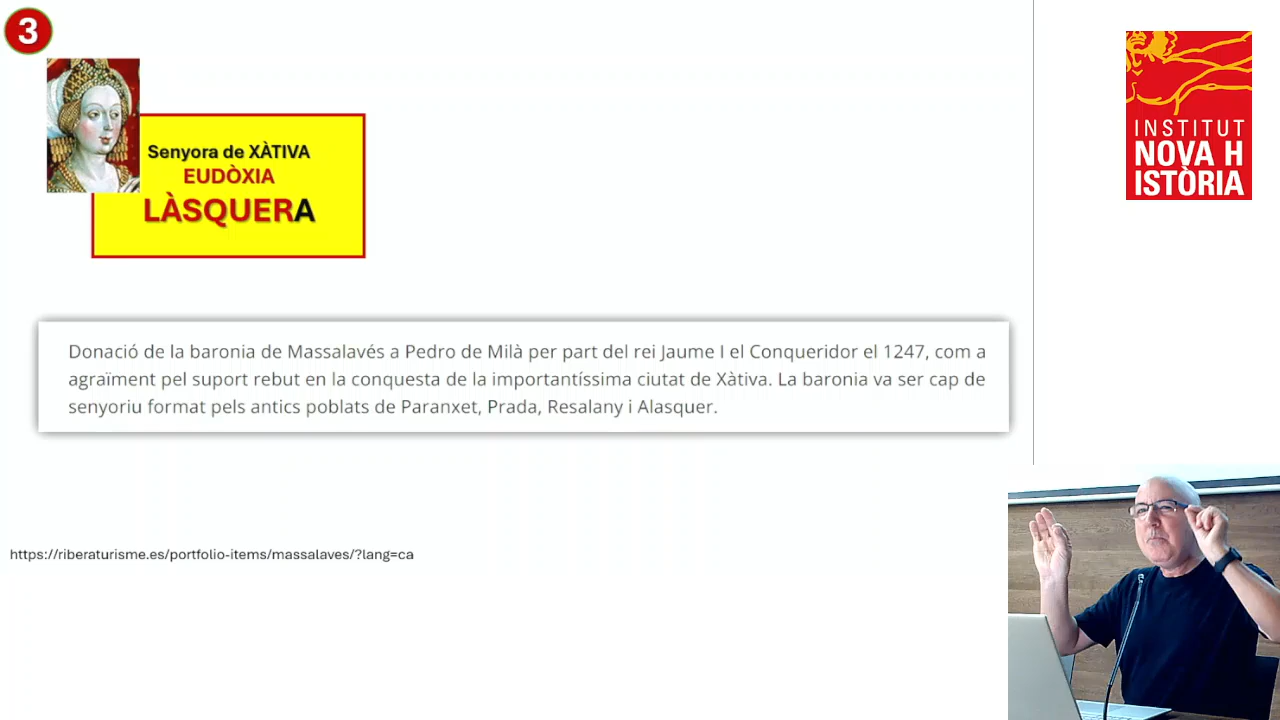 3
Senyora de XÀTIVA
EUDÒXIA
LÀSQUERA
INSTITUT
NOVA H
ISTÒRIA
Donació de la baronia de Massalavés a Pedro de Milà per part del rei Jaume I el Conqueridor el 1247, com a
agraïment pel suport rebut en la conquesta de la importantíssima ciutat de Xàtiva. La baronia va ser cap de
senyoriu format pels antics poblats de Paranxet, Prada, Resalany i Alasquer.
https://riberaturisme.es/portfolio-items/massalaves/?lang=ca